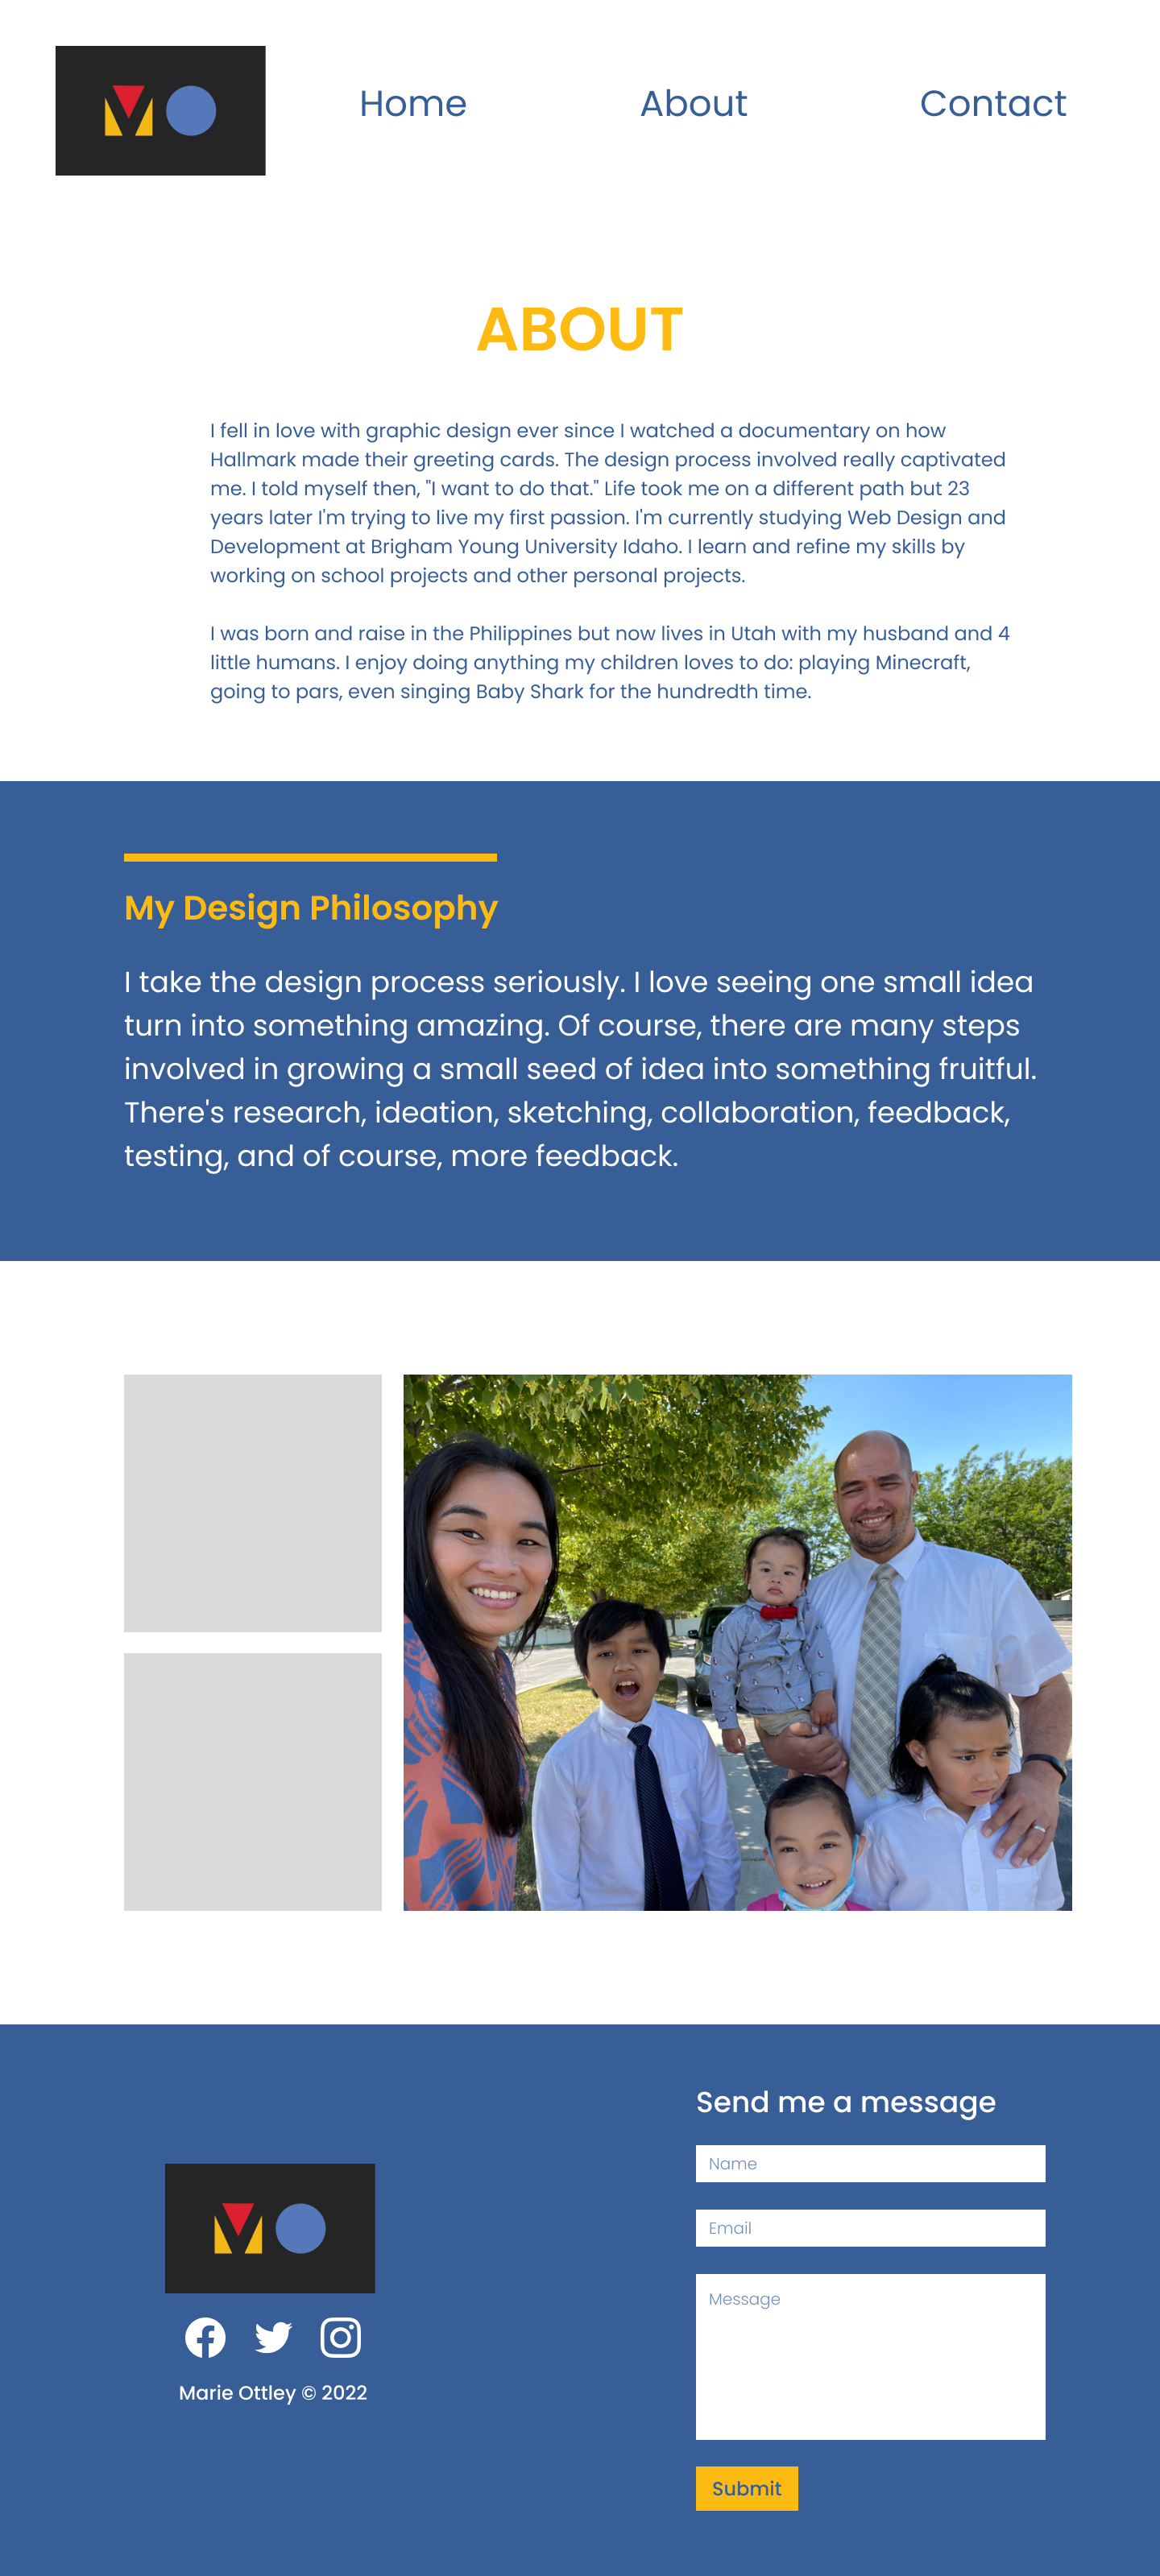 MO
Home
About
Contact
ABOUT
I fell in love with graphic design ever since I watched a documentary on how
Hallmark made their greeting cards. The design process involved really captivated
me. I told myself then, "I want to do that." Life took me on a different path but 23
years later I'm trying to live my first passion. I'm currently studying Web Design and
Development at Brigham Young University Idaho. I learn and refine my skills by
working on school projects and other personal projects.
I was born and raise in the Philippines but now lives in Utah with my husband and 4
little humans. I enjoy doing anything my children loves to do: playing Minecraft,
going to pars, even singing Baby Shark for the hundredth time.
My Design Philosophy
I take the design process seriously. I love seeing one small idea
turn into something amazing. Of course, there are many steps
involved in growing a small seed of idea into something fruitful.
There's research, ideation, sketching, collaboration, feedback,
testing, and of course, more feedback.
MO
Marie Ottley © 2022
Send me a message
Name
Email
Message
Submit